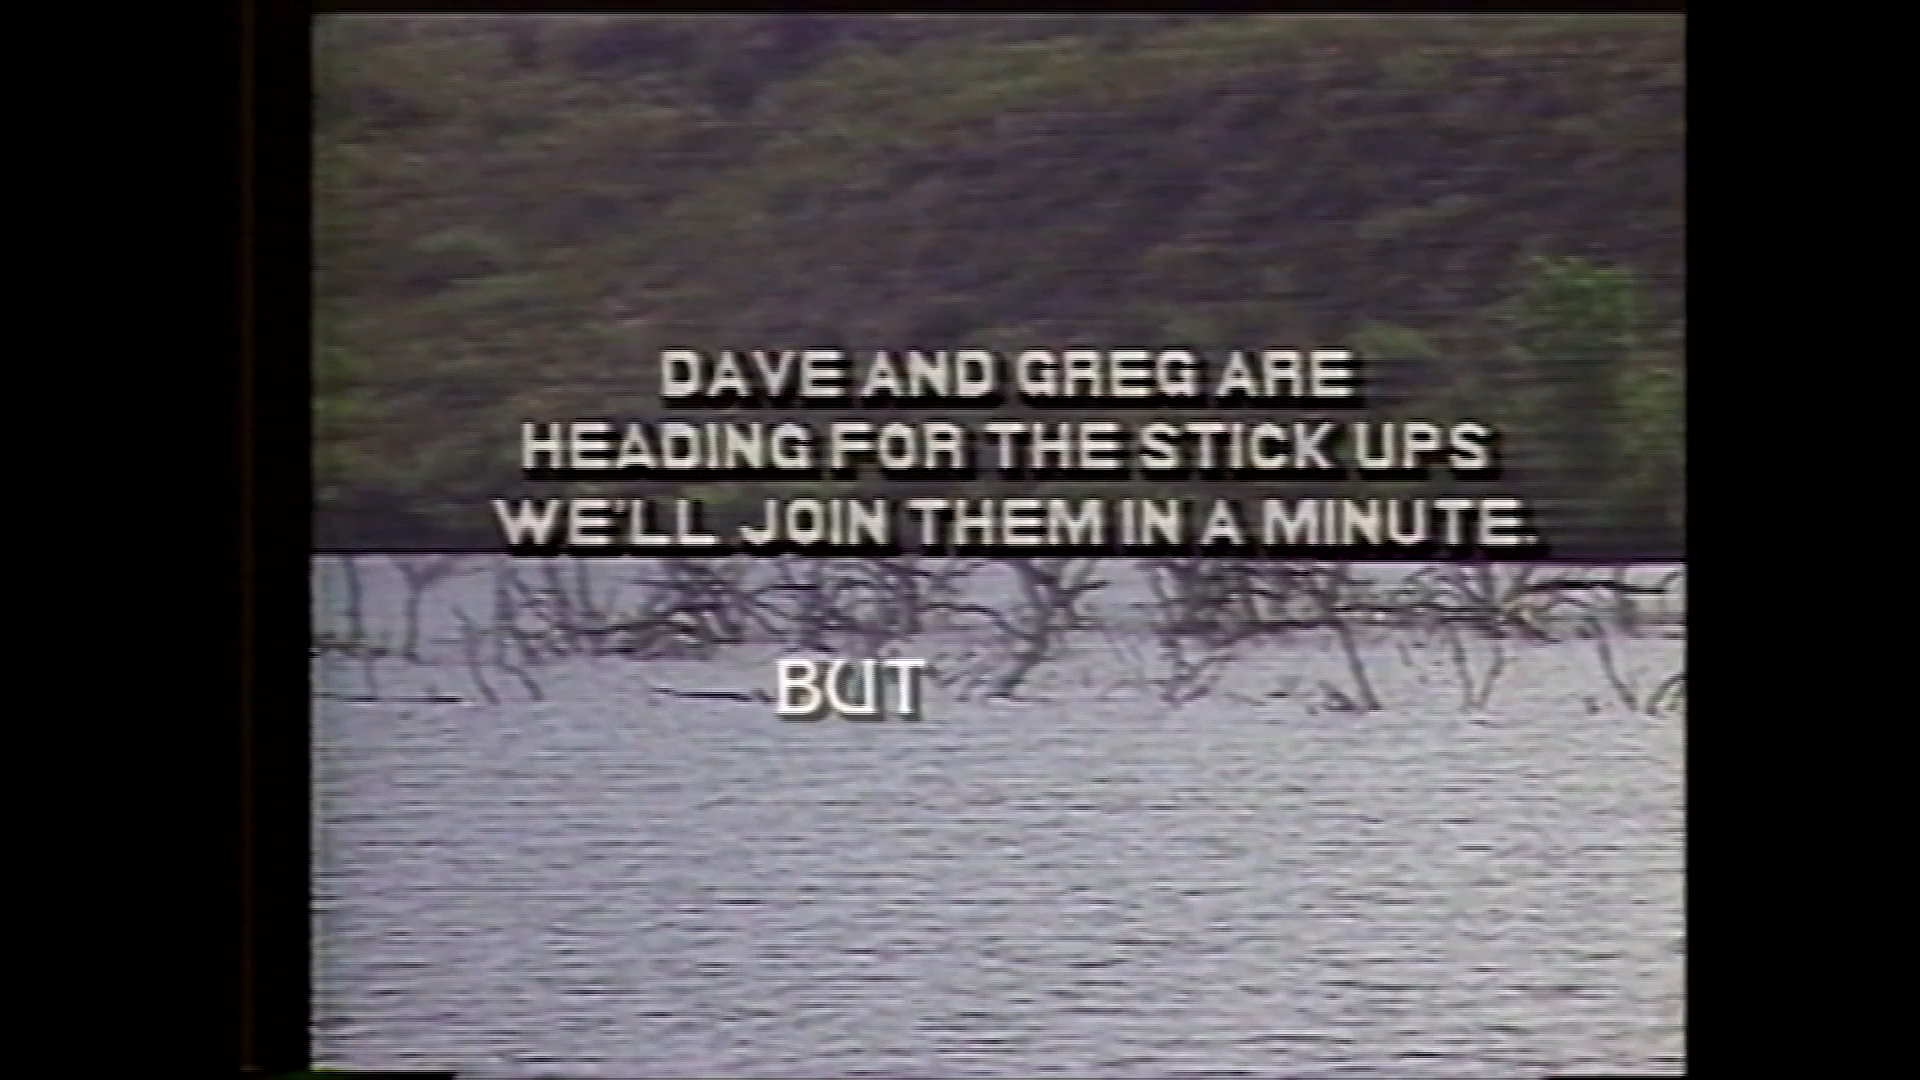 DAVE AND GREG ARE
HEADING FOR THE STICK UPS
WE'LL JOIN THEM IN A MINUTE.
BUT